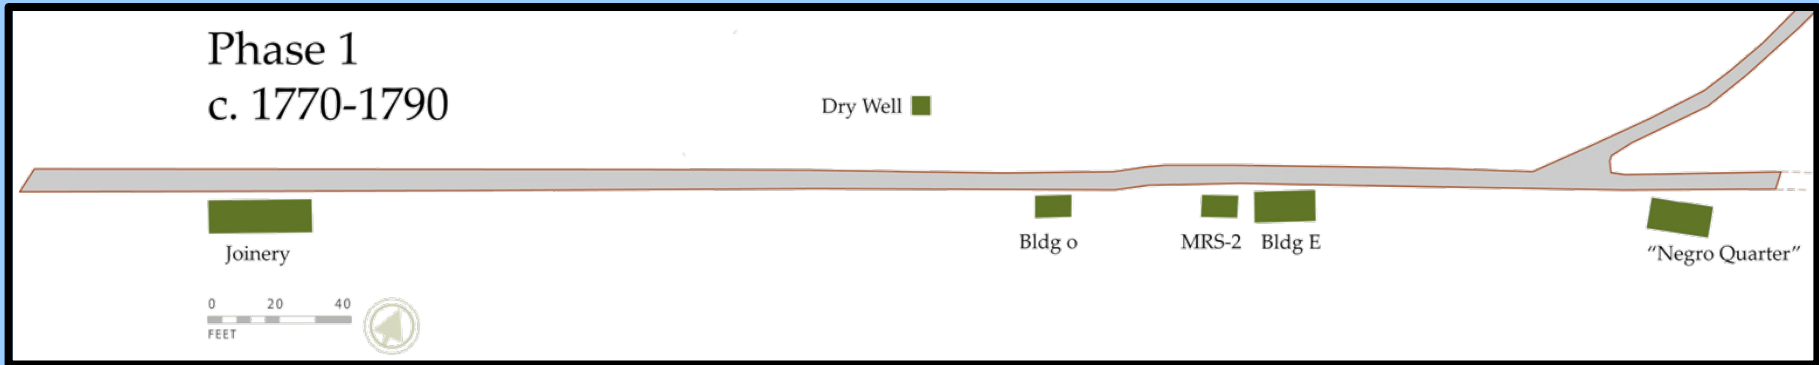 Phase 1
c. 1770-1790
Dry Well
Joinery
Bldg o
MRS-2
Bldg E
“Negro Quarter”
0 20 40
FEET